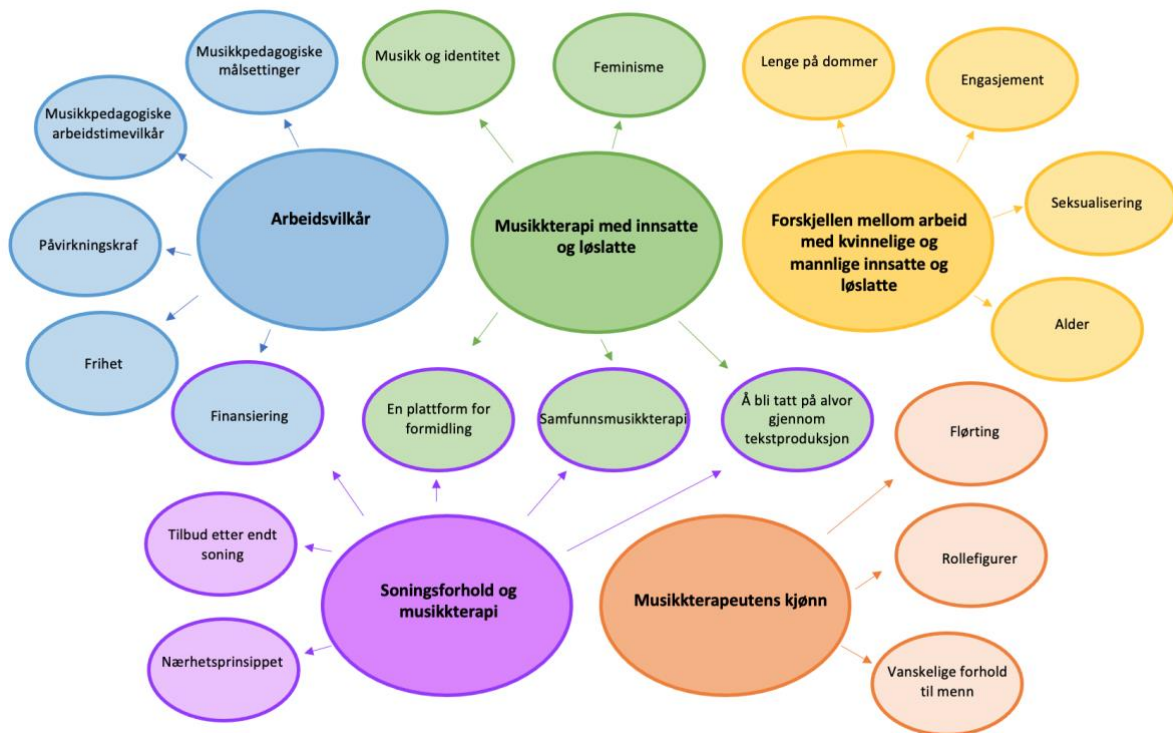 Musikkpedagogiske
målsettinger
Musikk og identitet
Feminisme
Lenge på dommer
Engasjement
Musikkpedagogiske
arbeidstimevilkår
Arbeidsvilkår
Musikkterapi med innsatte
og løslatte
Forskjellen mellom arbeid
med kvinnelige og
mannlige innsatte og
løslatte
Seksualisering
Påvirkningskraf
Alder
Frihet
Finansiering
En plattform for
formidling
Samfunnsmusikkterapi
Å bli tatt på alvor
gjennom
tekstproduksjon
Flørting
Tilbud etter endt
soning
Soningsforhold og
musikkterapi
Musikkterapeutens kjønn
Rollefigurer
Nærhetsprinsippet
Vanskelige forhold
til menn